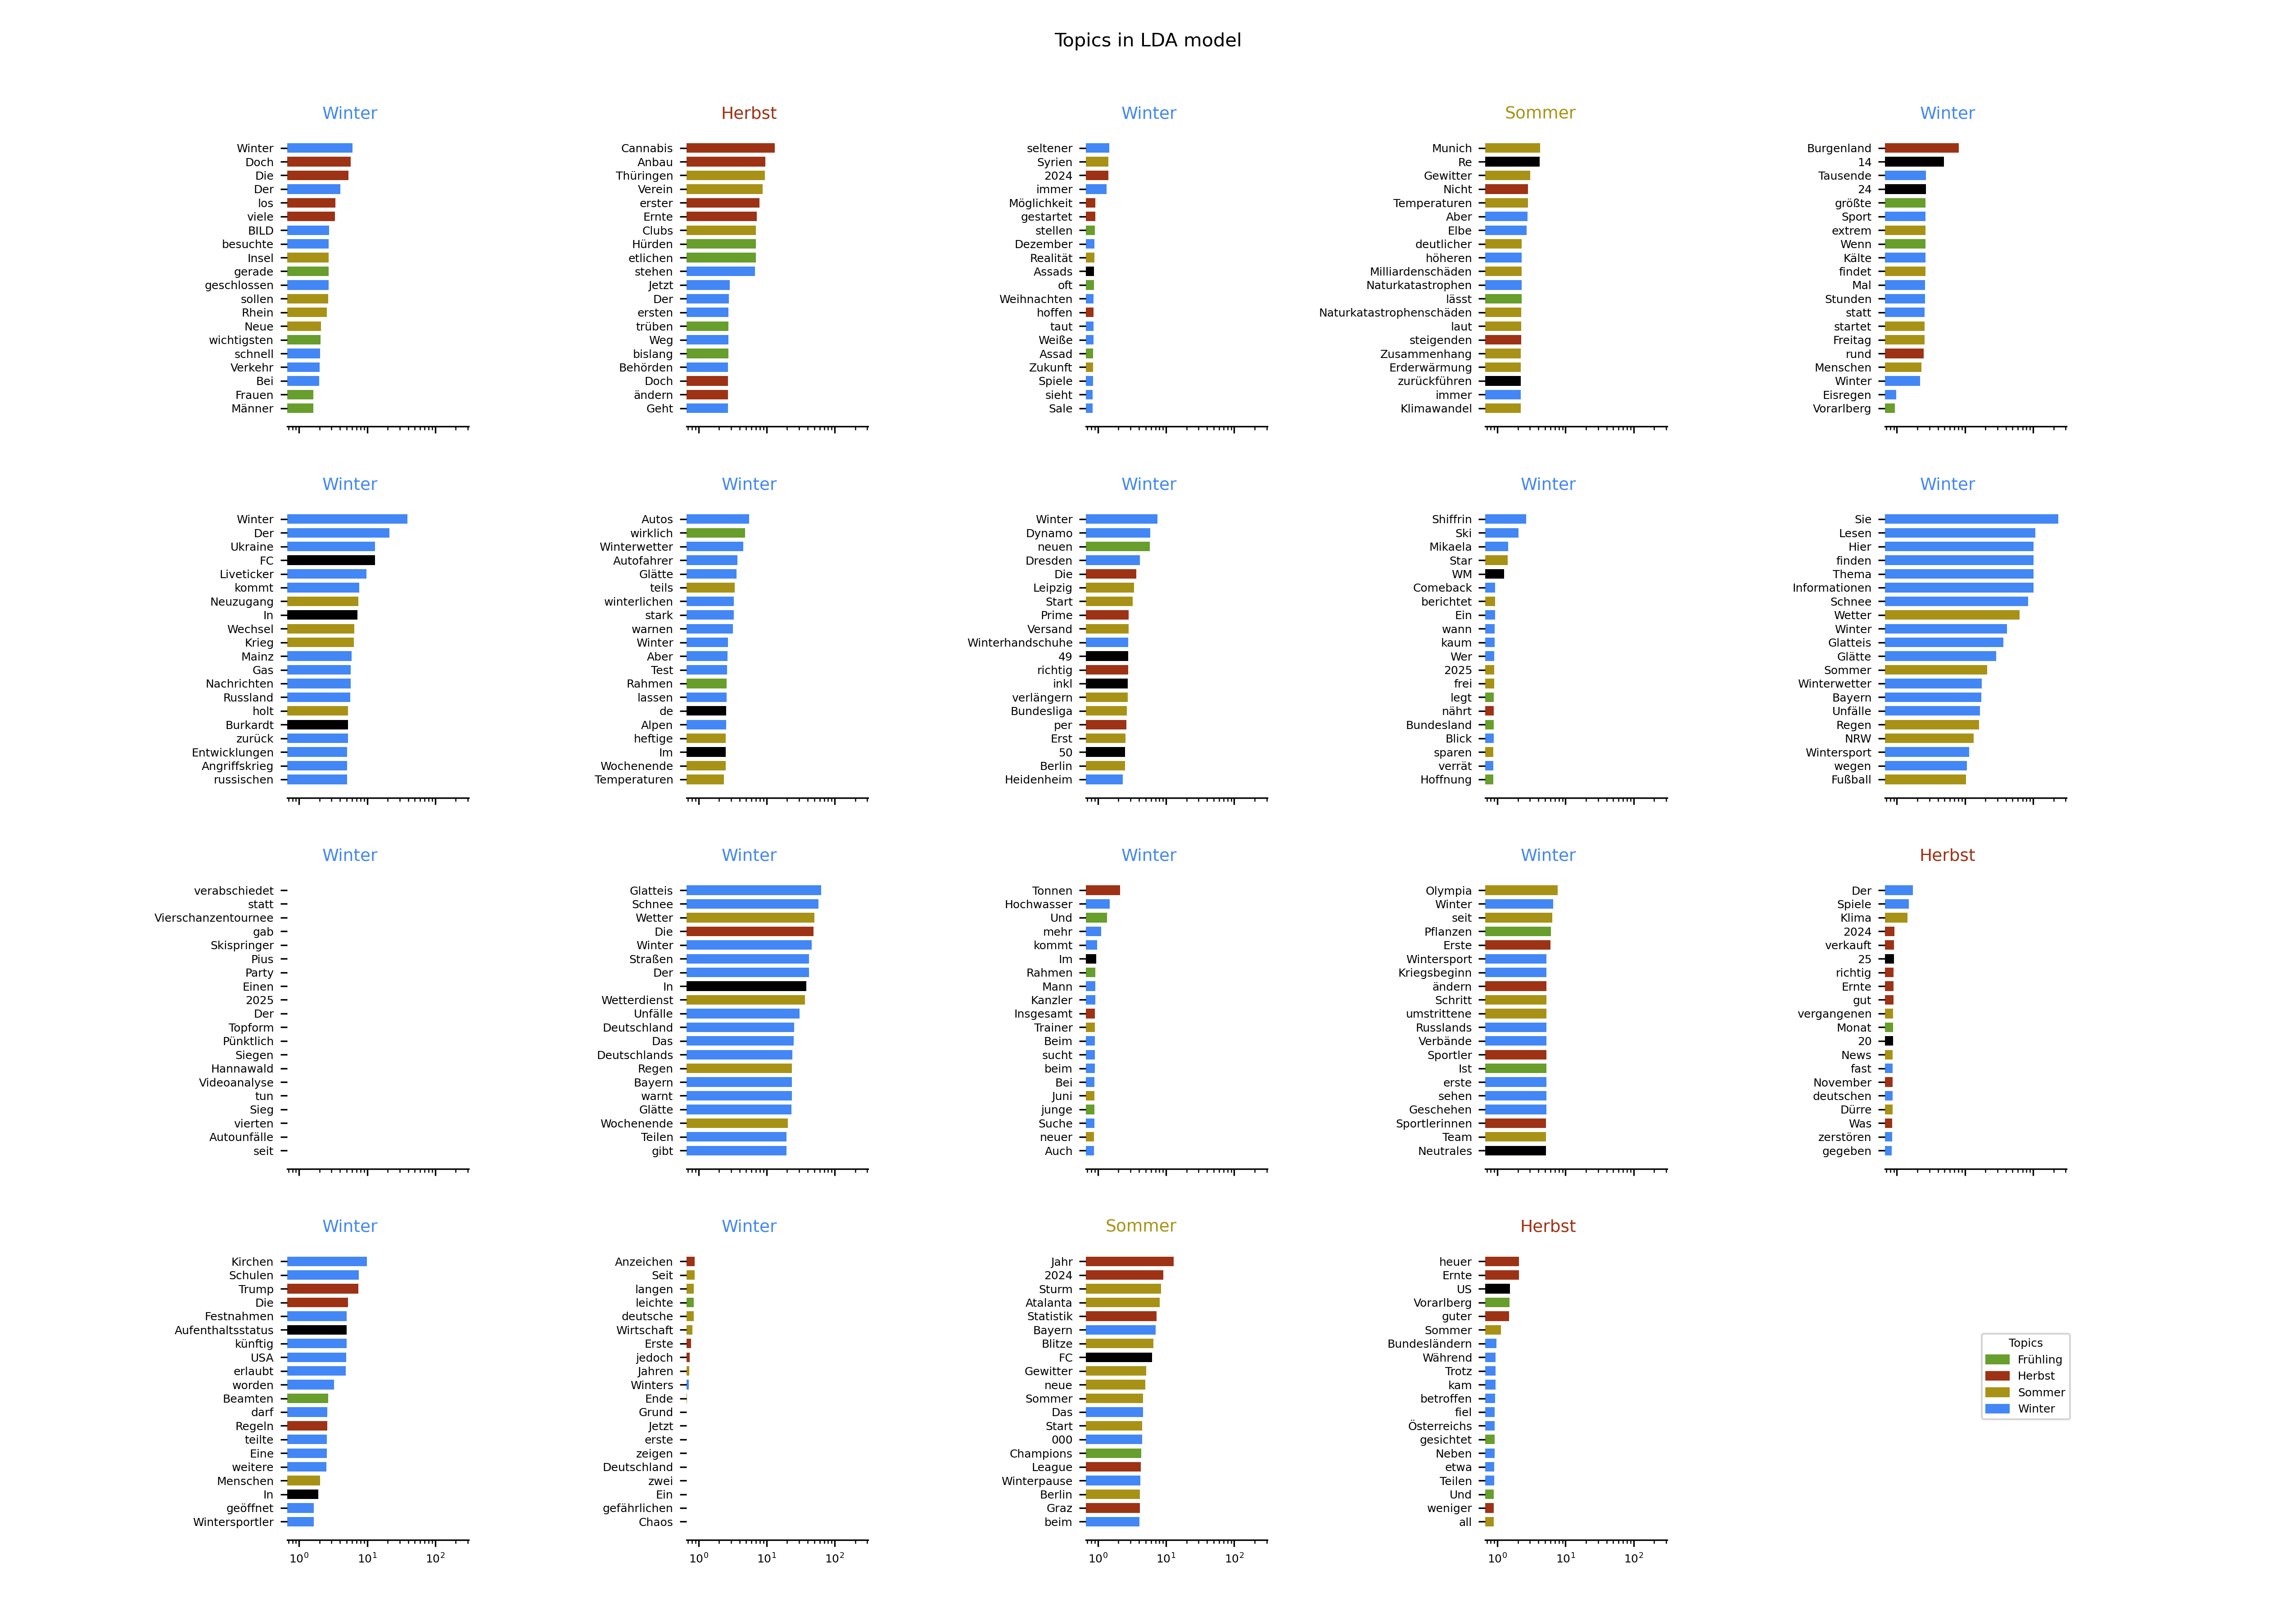 Topics in LDA model
Winter
Winter
Doch
Die
Der
los
viele
BILD
besuchte
Insel
gerade
geschlossen
sollen
Rhein
Neue
wichtigsten
schnell
Verkehr
Bei
Frauen
Männer
Herbst
Cannabis
Anbau
Thüringen
Verein
erster
Ernte
Clubs
Hürden
etlichen
stehen
Jetzt
Der
ersten
trüben
Weg
bislang
Behörden
Doch
ändern
Geht
Winter
seltener
Syrien
2024
immer
Möglichkeit
gestartet
stellen
Dezember
Realität
Assads
oft
Weihnachten
hoffen
taut
Weiße
Assad
Zukunft
Spiele
sieht
Sale
Sommer
Munich
Re
Gewitter
Nicht
Temperaturen
Aber
Elbe
deutlicher
höheren
Milliardenschäden
Naturkatastrophen
lässt
Naturkatastrophenschäden
laut
steigenden
Zusammenhang
Erderwärmung
zurückführen
immer
Klimawandel
Winter
Burgenland
14
Tausende
24
größte
Sport
extrem
Wenn
Kälte
findet
Mal
Stunden
statt
startet
Freitag
rund
Menschen
Winter
Eisregen
Vorarlberg
Winter
Winter
Der
Ukraine
FC
Liveticker
kommt
Neuzugang
In
Wechsel
Krieg
Mainz
Gas
Nachrichten
Russland
holt
Burkardt
zurück
Entwicklungen
Angriffskrieg
russischen
Winter
Autos
wirklich
Winterwetter
Autofahrer
Glätte
teils
winterlichen
stark
warnen
Winter
Aber
Test
Rahmen
lassen
de
Alpen
heftige
Im
Wochenende
Temperaturen
Winter
Winter
Dynamo
neuen
Dresden
Die
Leipzig
Start
Prime
Versand
Winterhandschuhe
49
richtig
inkl
verlängern
Bundesliga
per
Erst
50
Berlin
Heidenheim
Winter
Shiffrin
Ski
Mikaela
Star
WM
Comeback
berichtet
Ein
wann
kaum
Wer
2025
frei
legt
nährt
Bundesland
Blick
sparen
verrät
Hoffnung
Winter
Sie
Lesen
Hier
finden
Thema
Informationen
Schnee
Wetter
Winter
Glatteis
Glätte
Sommer
Winterwetter
Bayern
Unfälle
Regen
NRW
Wintersport
wegen
Fußball
Winter
verabschiedet
statt
Vierschanzentournee
gab
Skispringer
Pius
Party
Einen
2025
Der
Topform
Pünktlich
Siegen
Hannawald
Videoanalyse
tun
Sieg
vierten
Autounfälle
seit
Winter
Glatteis
Schnee
Wetter
Die
Winter
Straßen
Der
In
Wetterdienst
Unfälle
Deutschland
Das
Deutschlands
Regen
Bayern
warnt
Glätte
Wochenende
Teilen
gibt
Winter
Tonnen
Hochwasser
Und
mehr
kommt
Im
Rahmen
Mann
Kanzler
Insgesamt
Trainer
Beim
sucht
beim
Bei
Juni
junge
Suche
neuer
Auch
Winter
Olympia
Winter
seit
Pflanzen
Erste
Wintersport
Kriegsbeginn
ändern
Schritt
umstrittene
Russlands
Verbände
Sportler
Ist
erste
sehen
Geschehen
Sportlerinnen
Team
Neutrales
Herbst
Der
Spiele
Klima
2024
verkauft
25
richtig
Ernte
gut
vergangenen
Monat
20
News
fast
November
deutschen
Dürre
Was
zerstören
gegeben
Winter
Kirchen
Schulen
Trump
Die
Festnahmen
Aufenthaltsstatus
künftig
USA
erlaubt
worden
Beamten
darf
Regeln
teilte
Eine
weitere
Menschen
In
geöffnet
Wintersportler
10⁰ 10¹ 10²
Winter
Anzeichen
Seit
langen
leichte
deutsche
Wirtschaft
Erste
jedoch
Jahren
Winters
Ende
Grund
Jetzt
erste
zeigen
Deutschland
zwei
Ein
gefährlichen
Chaos
10⁰ 10¹ 10²
Sommer
Jahr
2024
Sturm
Atalanta
Statistik
Bayern
Blitze
FC
Gewitter
neue
Sommer
Das
Start
000
Champions
League
Winterpause
Berlin
Graz
beim
10⁰ 10¹ 10²
Herbst
heuer
Ernte
US
Vorarlberg
guter
Sommer
Bundesländern
Während
Trotz
kam
betroffen
fiel
Österreichs
gesichtet
Neben
etwa
Teilen
Und
weniger
all
10⁰ 10¹ 10²
Topics
Frühling
Herbst
Sommer
Winter